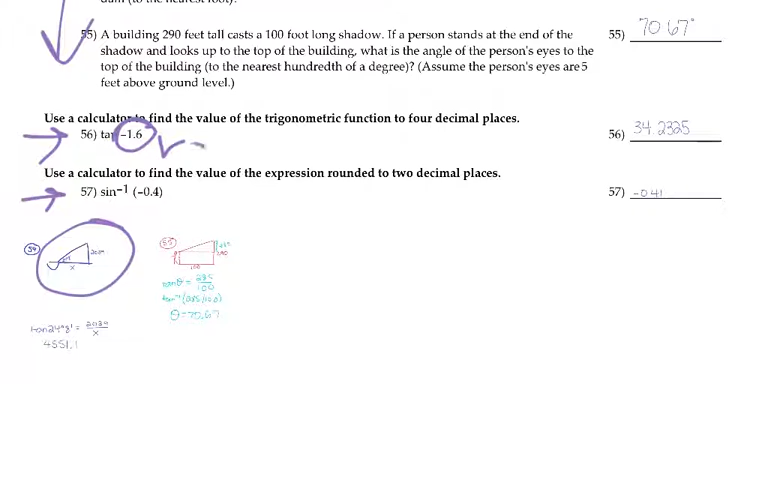 dam (to the nearest foot).
55) A building 290 feet tall casts a 100 foot long shadow. If a person stands at the end of the
shadow and looks up to the top of the building, what is the angle of the person's eyes to the
top of the building (to the nearest hundredth of a degree)? (Assume the person's eyes are 5
feet above ground level.)
55) 70.67°
Use a calculator to find the value of the trigonometric function to four decimal places.
56) tan -1.6
56) 34.2325
Use a calculator to find the value of the expression rounded to two decimal places.
57) sin⁻¹ (-0.4)
57) -0.41
54
x
55
285
290
100
tanθ = 285/100
tan⁻¹(285/100)
θ = 70.67
tan24°8' = 2039/x
4551.1